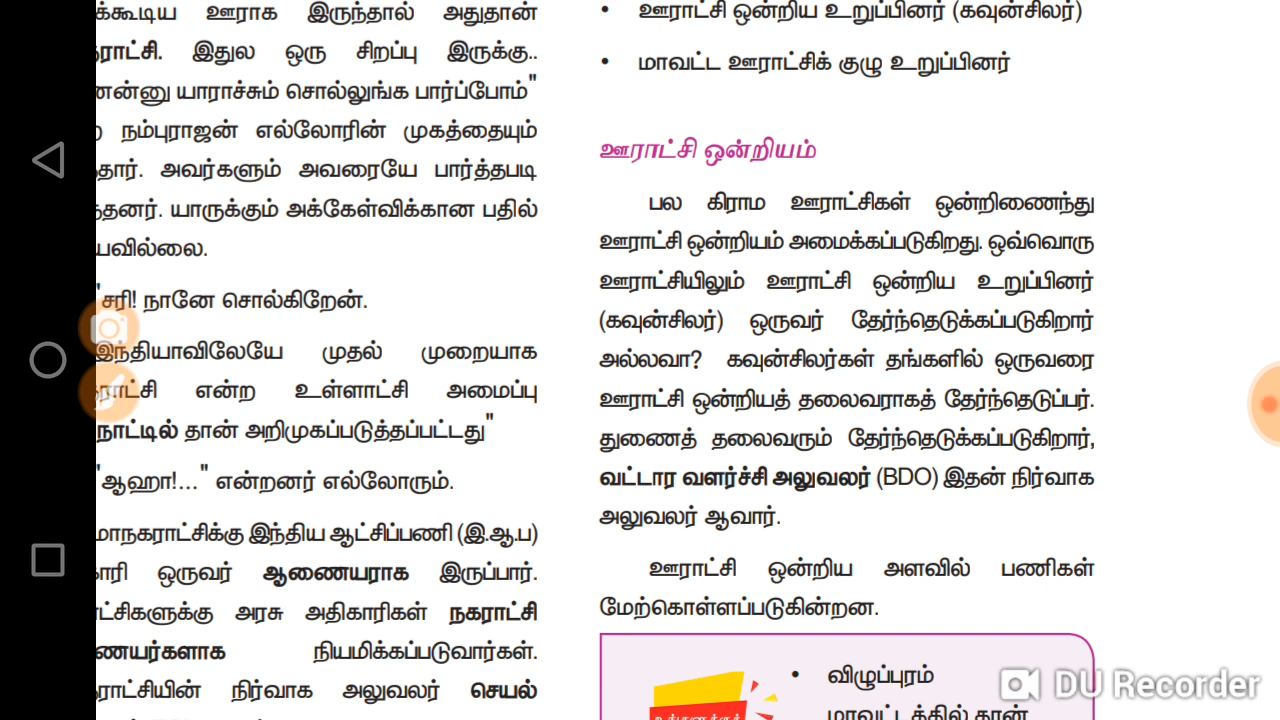 க்கூடிய ஊராக இருந்தால் அதுதான்
ராட்சி. இதுல ஒரு சிறப்பு இருக்கு..
ன்னு யாராச்சும் சொல்லுங்க பார்ப்போம்"
நம்புராஜன் எல்லோரின் முகத்தையும்
தார். அவர்களும் அவரையே பார்த்தபடி
தனர். யாருக்கும் அக்கேள்விக்கான பதில்
யவில்லை.
"சரி! நானே சொல்கிறேன்.
இந்தியாவிலேயே முதல் முறையாக
ராட்சி என்ற உள்ளாட்சி அமைப்பு
நாட்டில் தான் அறிமுகப்படுத்தப்பட்டது"
"ஆஹா!..." என்றனர் எல்லோரும்.
மாநகராட்சிக்கு இந்திய ஆட்சிப்பணி (இ.ஆ.ப)
காரி ஒருவர் ஆணையராக இருப்பார்.
ட்சிகளுக்கு அரசு அதிகாரிகள் நகராட்சி
ணையர்களாக நியமிக்கப்படுவார்கள்.
ராட்சியின் நிர்வாக அலுவலர் செயல்
• ஊராட்சி ஒன்றிய உறுப்பினர் (கவுன்சிலர்)
• மாவட்ட ஊராட்சிக் குழு உறுப்பினர்
ஊராட்சி ஒன்றியம்
பல கிராம ஊராட்சிகள் ஒன்றிணைந்து
ஊராட்சி ஒன்றியம் அமைக்கப்படுகிறது. ஒவ்வொரு
ஊராட்சியிலும் ஊராட்சி ஒன்றிய உறுப்பினர்
(கவுன்சிலர்) ஒருவர் தேர்ந்தெடுக்கப்படுகிறார்
அல்லவா? கவுன்சிலர்கள் தங்களில் ஒருவரை
ஊராட்சி ஒன்றியத் தலைவராகத் தேர்ந்தெடுப்பர்.
துணைத் தலைவரும் தேர்ந்தெடுக்கப்படுகிறார்,
வட்டார வளர்ச்சி அலுவலர் (BDO) இதன் நிர்வாக
அலுவலர் ஆவார்.
ஊராட்சி ஒன்றிய அளவில் பணிகள்
மேற்கொள்ளப்படுகின்றன.
• விழுப்புரம்
மாவட்டத்தில் தான்
DU Recorder